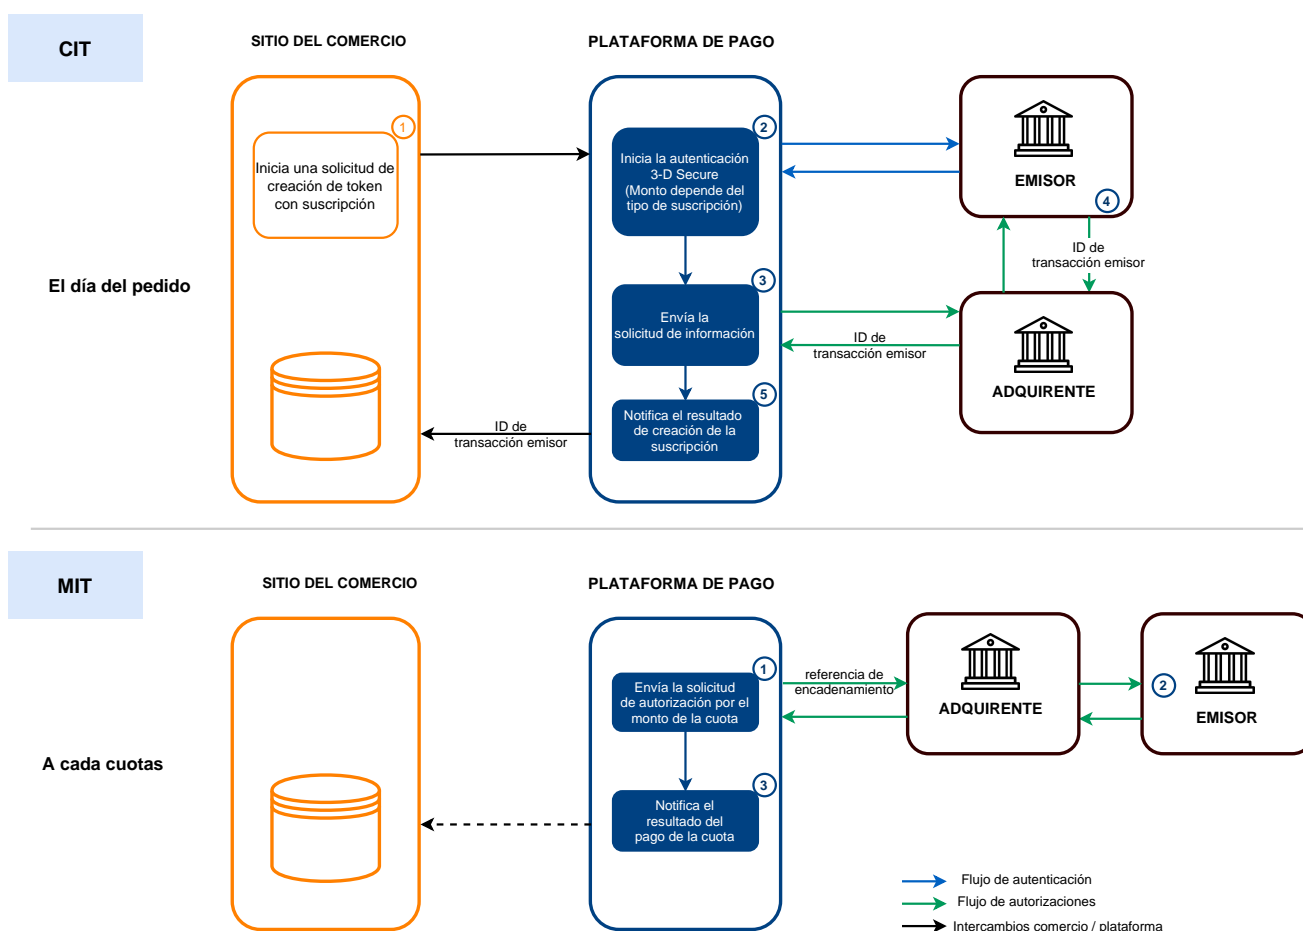 CIT
SITIO DEL COMERCIO
PLATAFORMA DE PAGO
1
Inicia una solicitud de
creación de token
con suscripción
2
Inicia la autenticación
3-D Secure
(Monto depende del
tipo de suscripción)
EMISOR
4
ID de
transacción emisor
El día del pedido
3
Envía la
solicitud de información
ID de
transacción emisor
ADQUIRENTE
5
Notifica el resultado
de creación de la
suscripción
ID de
transacción emisor
MIT
SITIO DEL COMERCIO
PLATAFORMA DE PAGO
1
Envía la solicitud
de autorización por el
monto de la cuota
referencia de
encadenamiento
ADQUIRENTE
2
EMISOR
A cada cuotas
3
Notifica el
resultado del
pago de la cuota
Flujo de autenticación
Flujo de autorizaciones
Intercambios comercio / plataforma